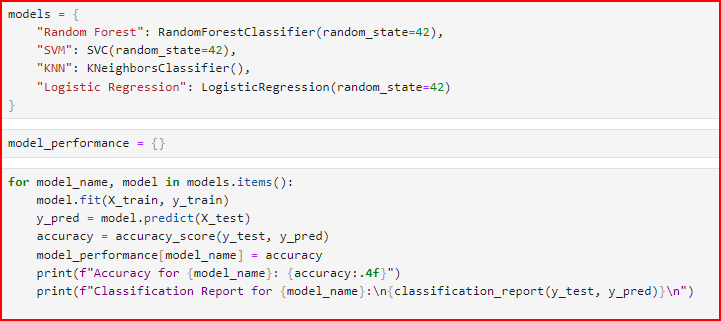 models = {
    "Random Forest": RandomForestClassifier(random_state=42),
    "SVM": SVC(random_state=42),
    "KNN": KNeighborsClassifier(),
    "Logistic Regression": LogisticRegression(random_state=42)
}
model_performance = {}
for model_name, model in models.items():
    model.fit(X_train, y_train)
    y_pred = model.predict(X_test)
    accuracy = accuracy_score(y_test, y_pred)
    model_performance[model_name] = accuracy
    print(f"Accuracy for {model_name}: {accuracy:.4f}")
    print(f"Classification Report for {model_name}:\n{classification_report(y_test, y_pred)}\n")